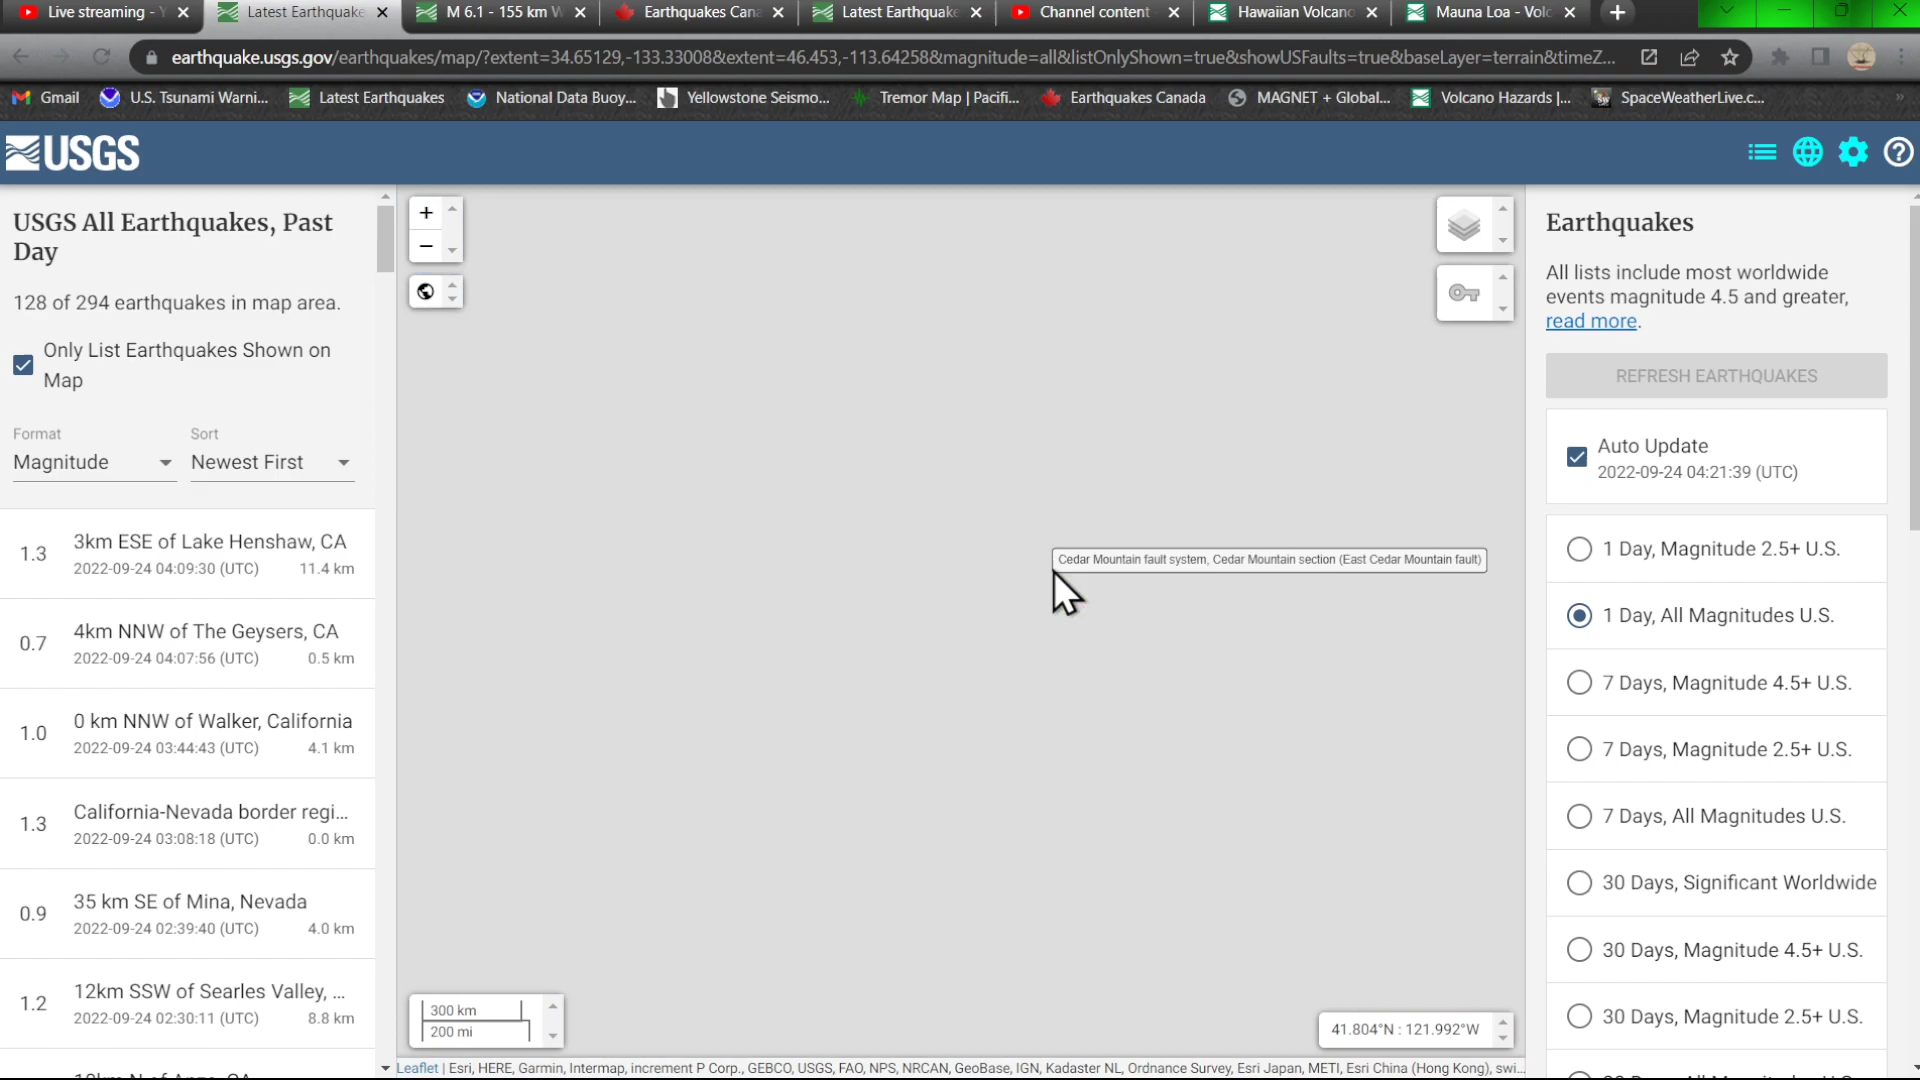 Live streaming - Y
Latest Earthquake
M 6.1 - 155 km W
Earthquakes Cana
Latest Earthquake
Channel content
Hawaiian Volcano
Mauna Loa - Volc
earthquake.usgs.gov/earthquakes/map/?extent=34.65129,-133.33008&extent=46.453,-113.64258&magnitude=all&listOnlyShown=true&showUSFaults=true&baseLayer=terrain&timeZ...
Gmail
U.S. Tsunami Warni...
Latest Earthquakes
National Data Buoy...
Yellowstone Seismo...
Tremor Map | Pacifi...
Earthquakes Canada
MAGNET + Global...
Volcano Hazards |...
SpaceWeatherLive.c...
USGS
USGS All Earthquakes, Past
Day
128 of 294 earthquakes in map area.
Only List Earthquakes Shown on
Map
Format
Sort
Magnitude
Newest First
1.3
3km ESE of Lake Henshaw, CA
2022-09-24 04:09:30 (UTC) 11.4 km
0.7
4km NNW of The Geysers, CA
2022-09-24 04:07:56 (UTC) 0.5 km
1.0
0 km NNW of Walker, California
2022-09-24 03:44:43 (UTC) 4.1 km
1.3
California-Nevada border regi...
2022-09-24 03:08:18 (UTC) 0.0 km
0.9
35 km SE of Mina, Nevada
2022-09-24 02:39:40 (UTC) 4.0 km
1.2
12km SSW of Searles Valley, ...
2022-09-24 02:30:11 (UTC) 8.8 km
+
−
Cedar Mountain fault system, Cedar Mountain section (East Cedar Mountain fault)
300 km
200 mi
41.804°N : 121.992°W
Leaflet | Esri, HERE, Garmin, Intermap, increment P Corp., GEBCO, USGS, FAO, NPS, NRCAN, GeoBase, IGN, Kadaster NL, Ordnance Survey, Esri Japan, METI, Esri China (Hong Kong), swi...
Earthquakes
All lists include most worldwide
events magnitude 4.5 and greater,
read more.
REFRESH EARTHQUAKES
Auto Update
2022-09-24 04:21:39 (UTC)
1 Day, Magnitude 2.5+ U.S.
1 Day, All Magnitudes U.S.
7 Days, Magnitude 4.5+ U.S.
7 Days, Magnitude 2.5+ U.S.
7 Days, All Magnitudes U.S.
30 Days, Significant Worldwide
30 Days, Magnitude 4.5+ U.S.
30 Days, Magnitude 2.5+ U.S.